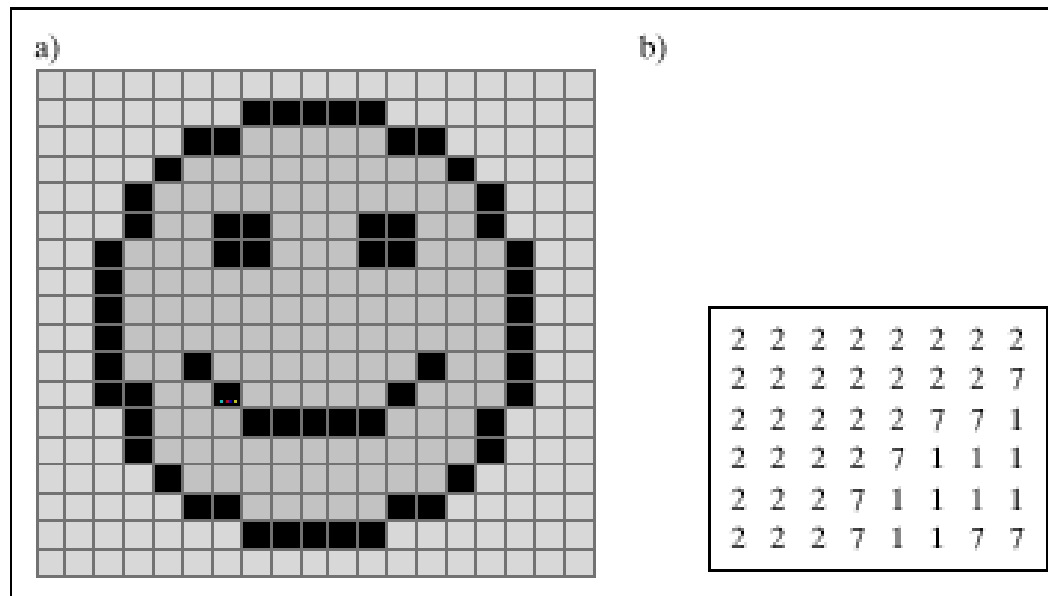 a)
b)
2 2 2 2 2 2 2 2
2 2 2 2 2 2 2 7
2 2 2 2 2 7 7 1
2 2 2 2 7 1 1 1
2 2 2 7 1 1 1 1
2 2 2 7 1 1 7 7